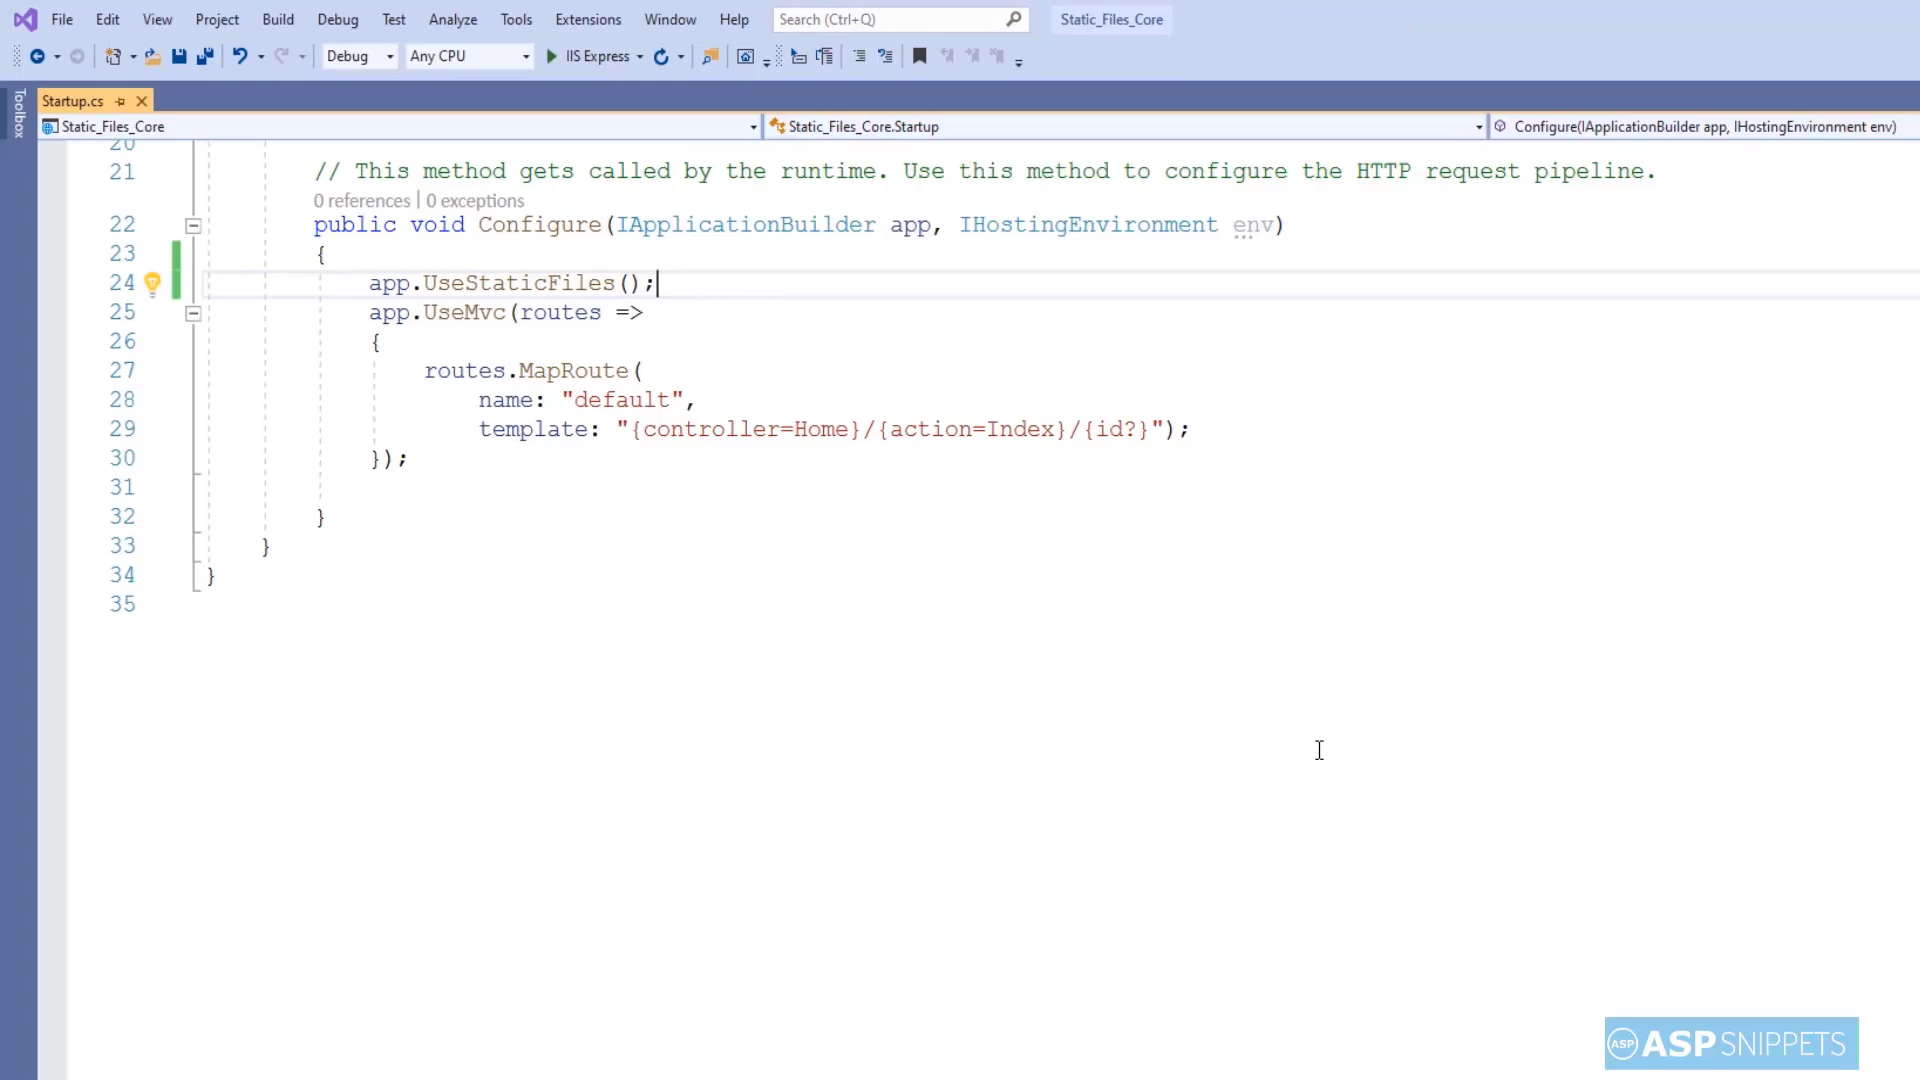 File Edit View Project Build Debug Test Analyze Tools Extensions Window Help Search (Ctrl+Q) Static_Files_Core
Debug Any CPU IIS Express
Toolbox
Startup.cs
Static_Files_Core Static_Files_Core.Startup Configure(IApplicationBuilder app, IHostingEnvironment env)
20
21 // This method gets called by the runtime. Use this method to configure the HTTP request pipeline.
0 references | 0 exceptions
22 public void Configure(IApplicationBuilder app, IHostingEnvironment env)
23 {
24 app.UseStaticFiles();
25 app.UseMvc(routes =>
26 {
27 routes.MapRoute(
28 name: "default",
29 template: "{controller=Home}/{action=Index}/{id?}");
30 });
31
32 }
33 }
34 }
35
ASP ASPSNIPPETS